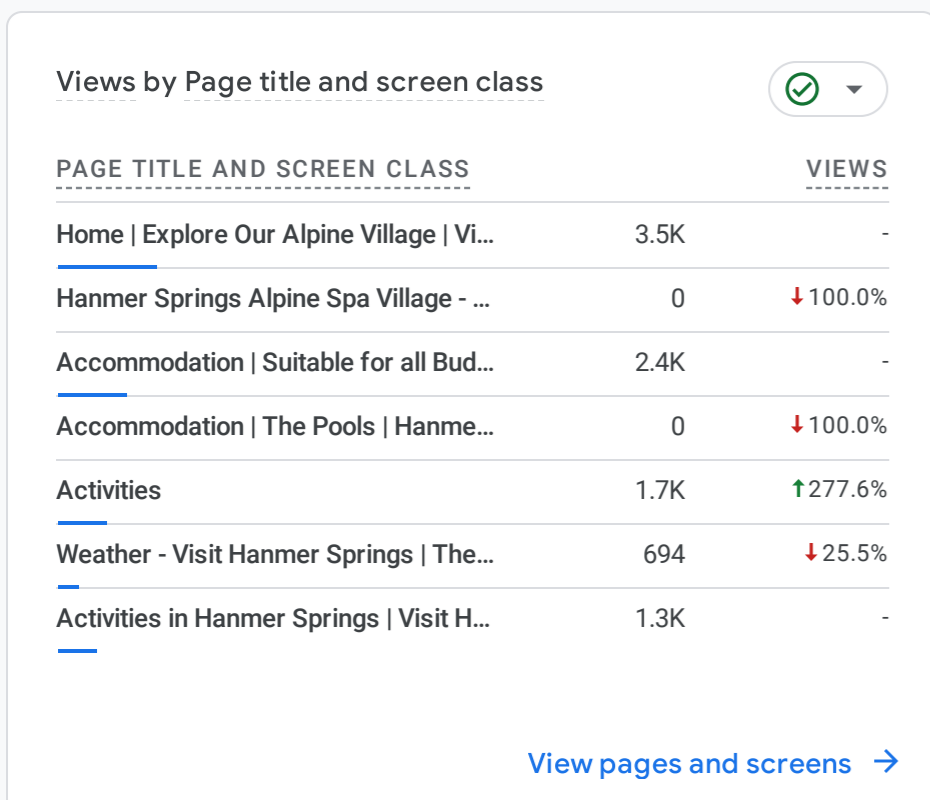 Views by Page title and screen class
PAGE TITLE AND SCREEN CLASS VIEWS
Home | Explore Our Alpine Village | Vi... 3.5K -
Hanmer Springs Alpine Spa Village - ... 0 ↓100.0%
Accommodation | Suitable for all Bud... 2.4K -
Accommodation | The Pools | Hanme... 0 ↓100.0%
Activities 1.7K ↑277.6%
Weather - Visit Hanmer Springs | The... 694 ↓25.5%
Activities in Hanmer Springs | Visit H... 1.3K -
View pages and screens →